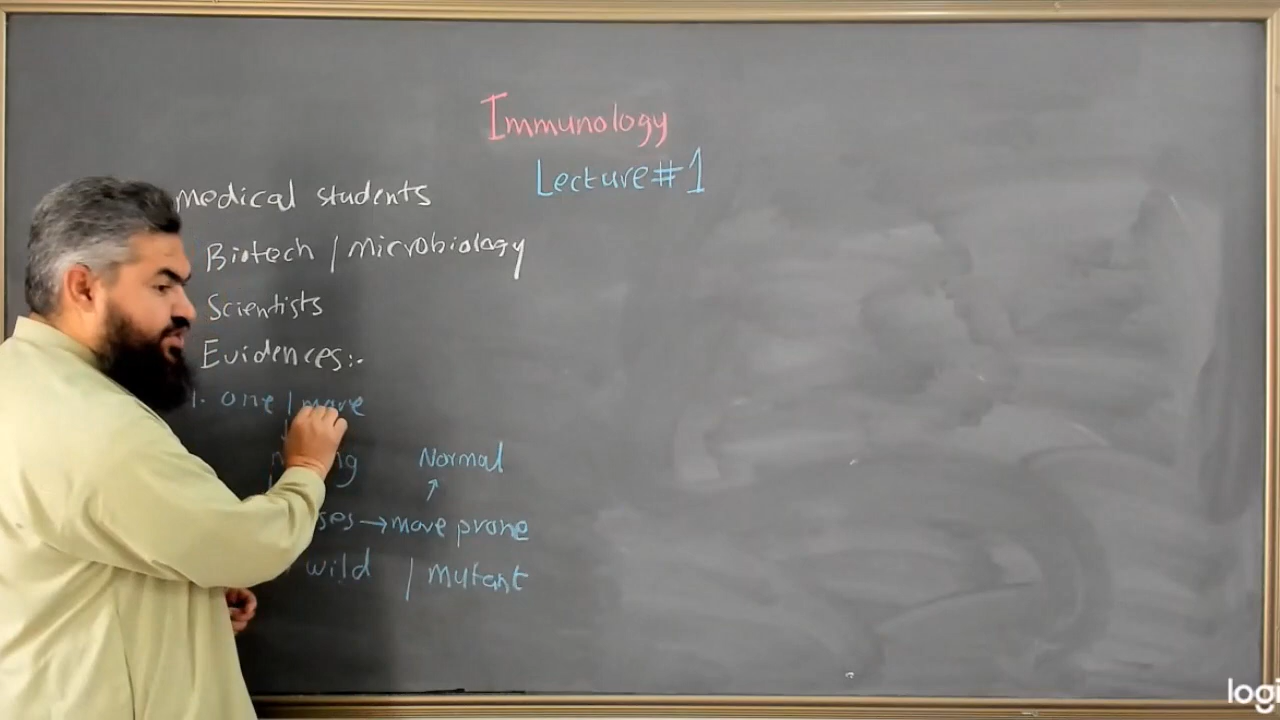 Immunology
Lecture#1
medical students
Biotech / Microbiology
Scientists
Evidences:-
1. one / more
Normal
→ more prone
wild / mutant
logi